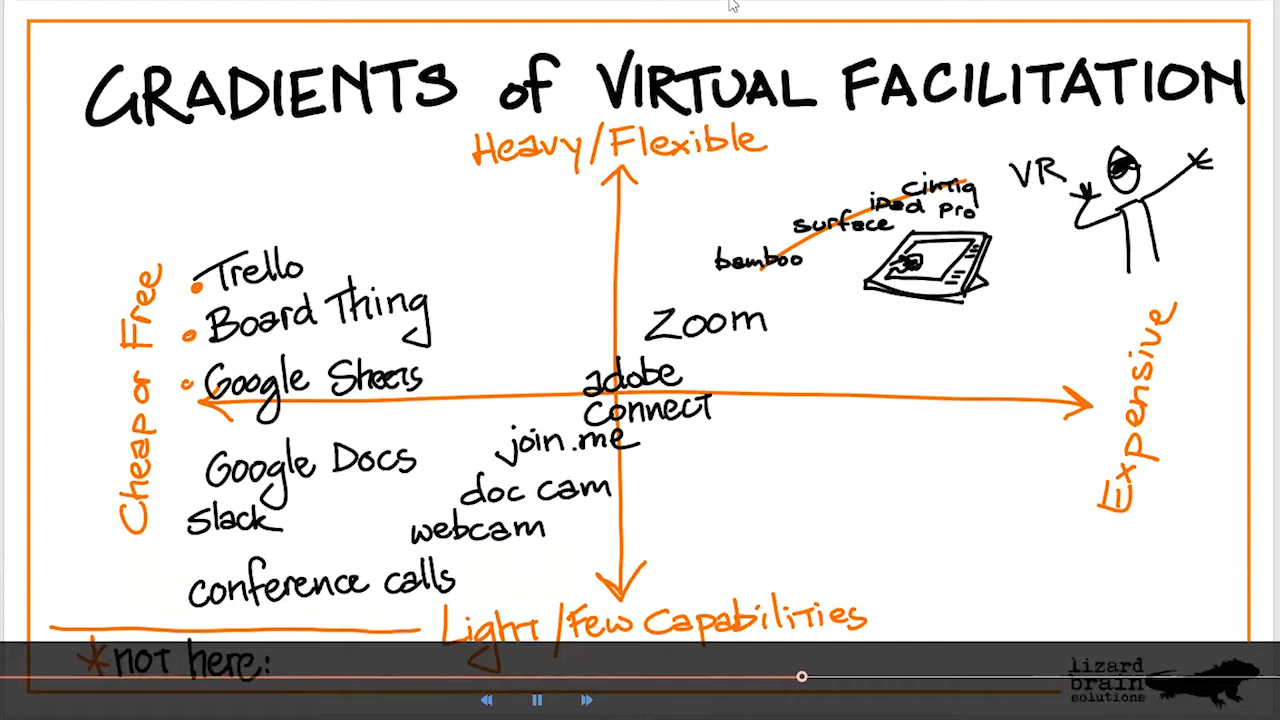 GRADIENTS of VIRTUAL FACILITATION
Heavy/Flexible
VR
cintiq
ipad pro
surface
bamboo
Cheap or Free
• Trello
• Board Thing
• Google Sheets
Zoom
adobe
connect
join.me
Expensive
Google Docs
doc cam
slack
webcam
conference calls
Light/Few Capabilities
*not here:
lizard
brain
solutions